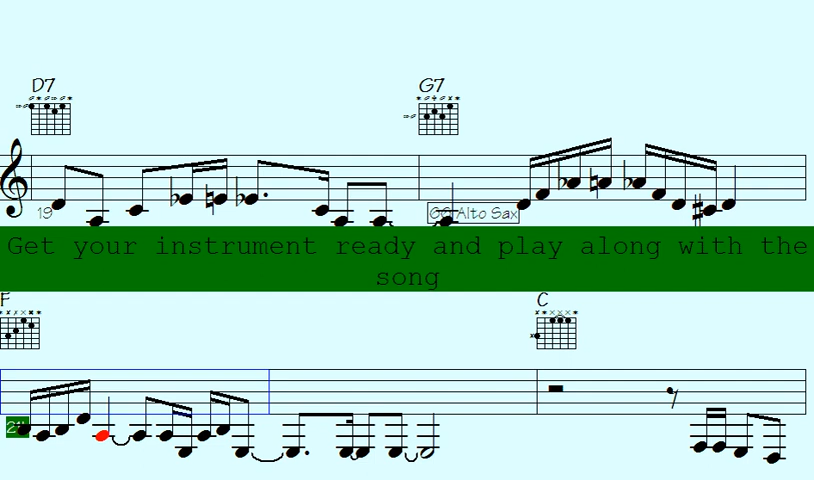 D7 G7
19
Alto Sax
Get your instrument ready and play along with the
song
F C
21